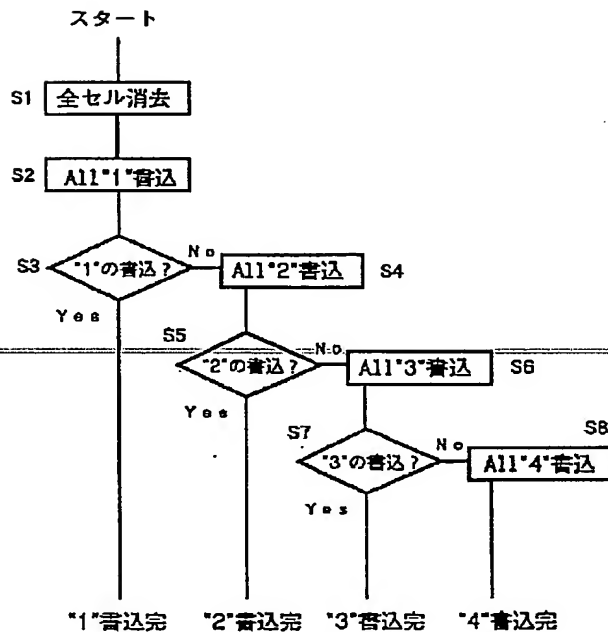 スタート
S1 全セル消去
S2 All"1"書込
S3 "1"の書込? No All"2"書込 S4
Yes
S5 "2"の書込? No All"3"書込 S6
Yes
S7 "3"の書込? No All"4"書込 S8
Yes
"1"書込完 "2"書込完 "3"書込完 "4"書込完